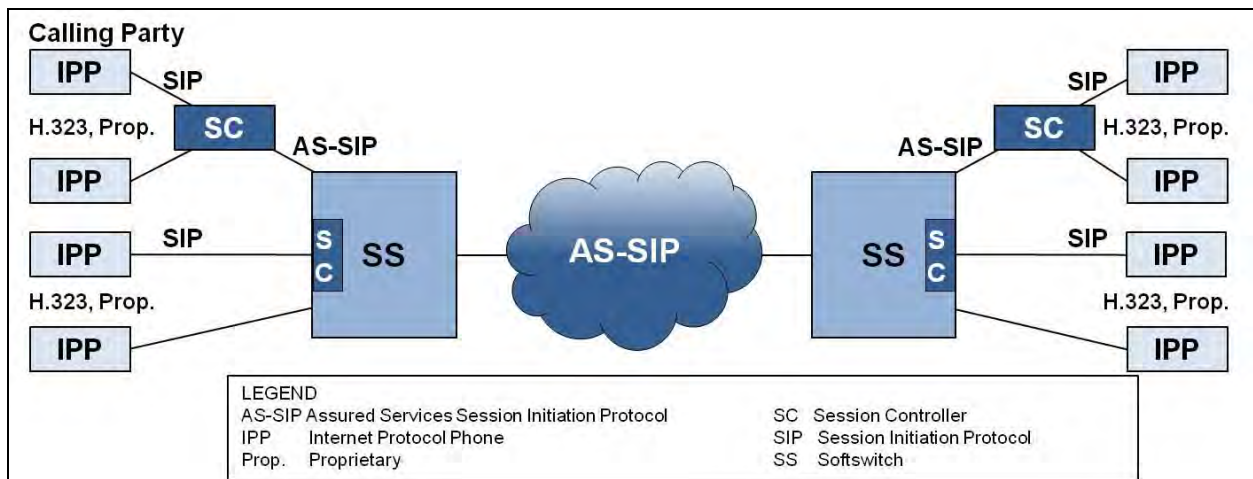 Calling Party
IPP
SIP
H.323, Prop.
SC
IPP
AS-SIP
IPP
SIP
SC
SS
H.323, Prop.
IPP
AS-SIP
SIP
IPP
SC
H.323, Prop.
AS-SIP
IPP
SS
SC
SIP
IPP
H.323, Prop.
IPP
LEGEND
AS-SIP Assured Services Session Initiation Protocol
IPP Internet Protocol Phone
Prop. Proprietary
SC Session Controller
SIP Session Initiation Protocol
SS Softswitch